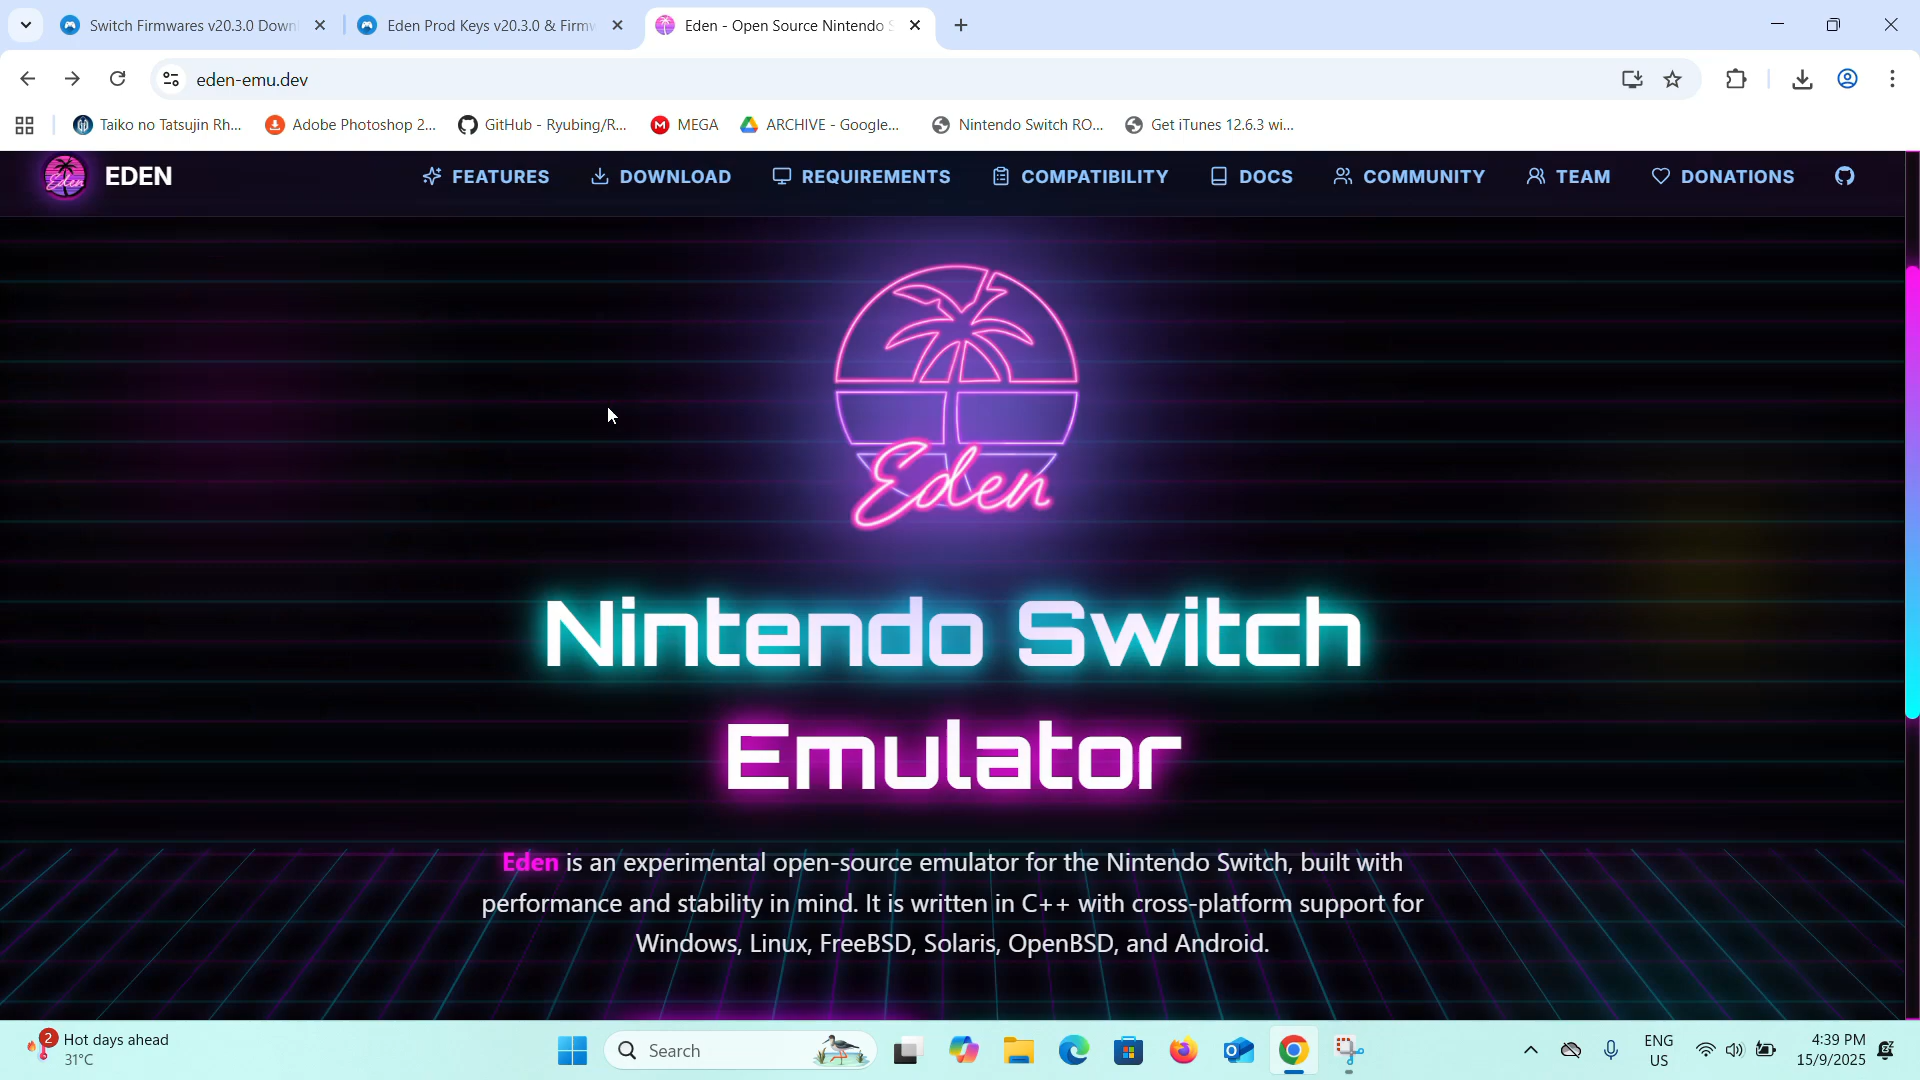 Switch Firmwares v20.3.0 Down
Eden Prod Keys v20.3.0 & Firmw
Eden - Open Source Nintendo S
eden-emu.dev
Taiko no Tatsujin Rh...
Adobe Photoshop 2...
GitHub - Ryubing/R...
MEGA
ARCHIVE - Google...
Nintendo Switch RO...
Get iTunes 12.6.3 wi...
Eden
EDEN
FEATURES
DOWNLOAD
REQUIREMENTS
COMPATIBILITY
DOCS
COMMUNITY
TEAM
DONATIONS
Eden
Nintendo Switch
Emulator
Eden is an experimental open-source emulator for the Nintendo Switch, built with
performance and stability in mind. It is written in C++ with cross-platform support for
Windows, Linux, FreeBSD, Solaris, OpenBSD, and Android.
2
Hot days ahead
31°C
Search
ENG
US
4:39 PM
15/9/2025